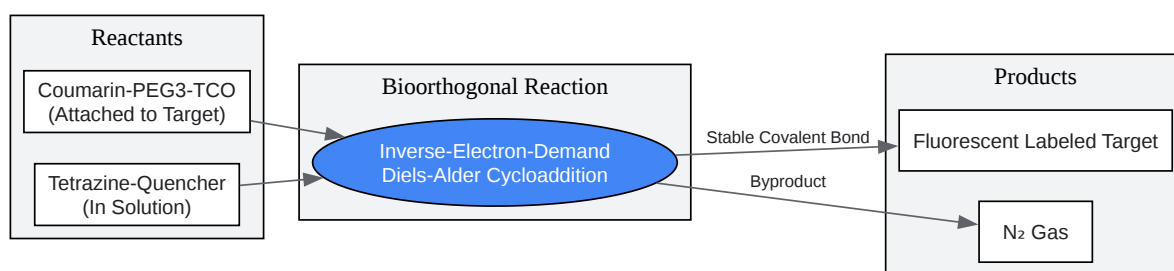 Reactants
Coumarin-PEG3-TCO
(Attached to Target)
Tetrazine-Quencher
(In Solution)
Bioorthogonal Reaction
Inverse-Electron-Demand
Diels-Alder Cycloaddition
Stable Covalent Bond
Byproduct
Products
Fluorescent Labeled Target
N₂ Gas